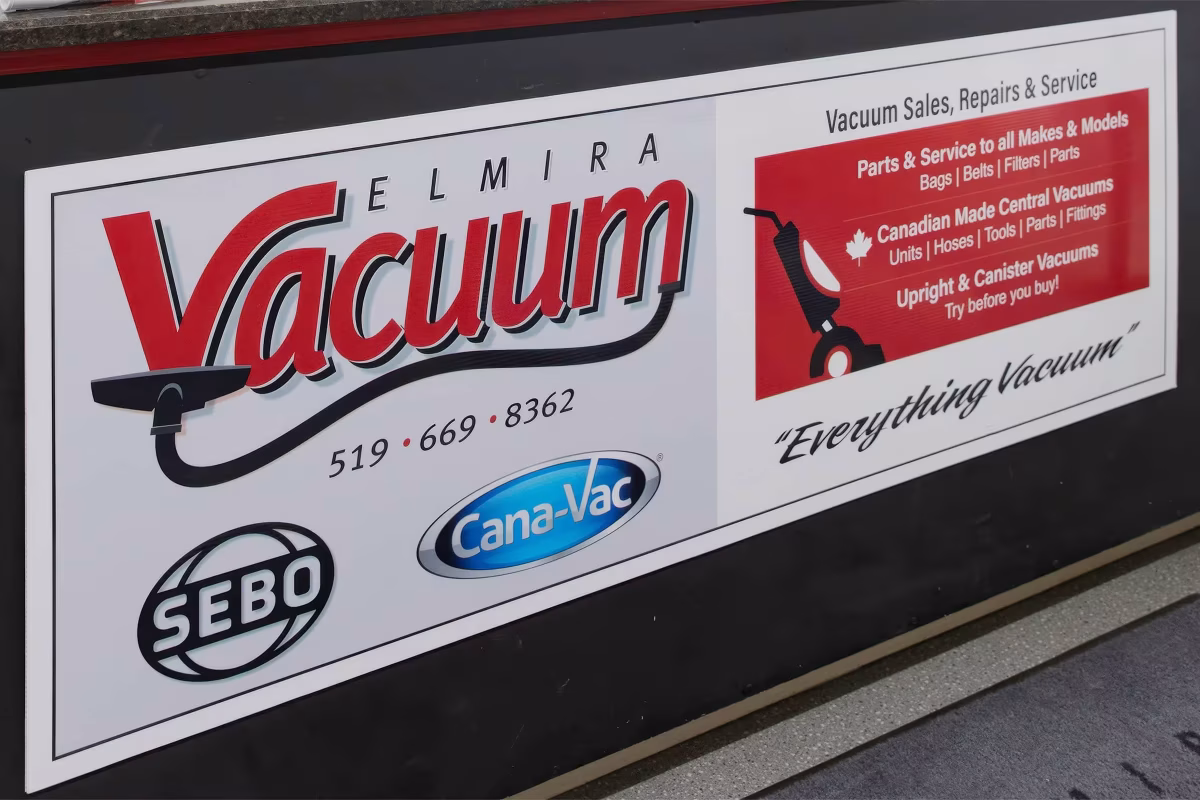 ELMIRA
Vacuum
519 • 669 • 8362
SEBO
Cana-Vac®
Vacuum Sales, Repairs & Service
Parts & Service to all Makes & Models
Bags | Belts | Filters | Parts
Canadian Made Central Vacuums
Units | Hoses | Tools | Parts | Fittings
Upright & Canister Vacuums
Try before you buy!
“Everything Vacuum”